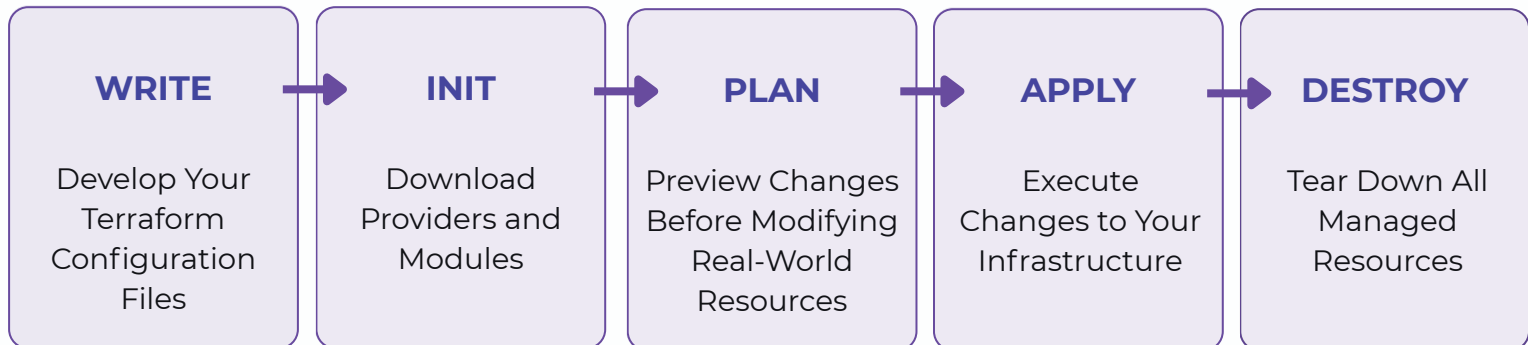 WRITE
Develop Your
Terraform
Configuration
Files
INIT
Download
Providers and
Modules
PLAN
Preview Changes
Before Modifying
Real-World
Resources
APPLY
Execute
Changes to Your
Infrastructure
DESTROY
Tear Down All
Managed
Resources